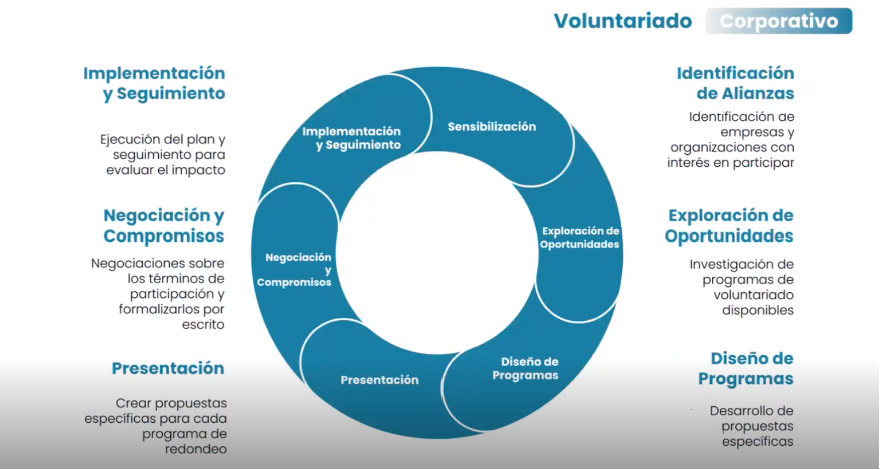 Voluntariado Corporativo
Implementación
y Seguimiento
Ejecución del plan y
seguimiento para
evaluar el impacto
Negociación y
Compromisos
Negociaciones sobre
los términos de
participación y
formalizarlos por
escrito
Presentación
Crear propuestas
específicas para cada
programa de
redondeo
Sensibilización
Exploración de
Oportunidades
Diseño de
Programas
Presentación
Negociación
y
Compromisos
Implementación
y Seguimiento
Identificación
de Alianzas
Identificación de
empresas y
organizaciones con
interés en participar
Exploración de
Oportunidades
Investigación de
programas de
voluntariado
disponibles
Diseño de
Programas
Desarrollo de
propuestas
específicas